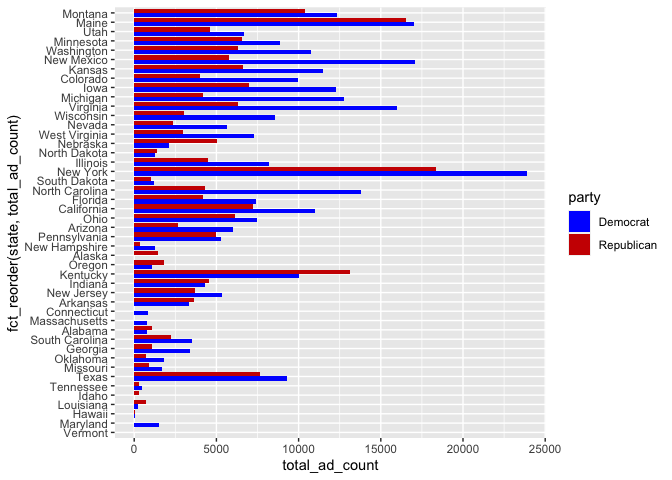 Montana
Maine
Utah
Minnesota
Washington
New Mexico
Kansas
Colorado
Iowa
Michigan
Virginia
Wisconsin
Nevada
West Virginia
Nebraska
North Dakota
Illinois
New York
South Dakota
North Carolina
Florida
California
Ohio
Arizona
Pennsylvania
New Hampshire
Alaska
Oregon
Kentucky
Indiana
New Jersey
Arkansas
Connecticut
Massachusetts
Alabama
South Carolina
Georgia
Oklahoma
Missouri
Texas
Tennessee
Idaho
Louisiana
Hawaii
Maryland
Vermont
fct_reorder(state, total_ad_count)
0 5000 10000 15000 20000 25000
total_ad_count
party
Democrat
Republican